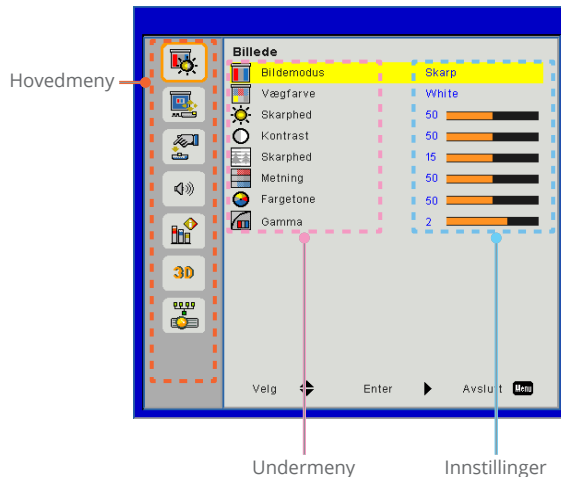 Billede
Bildemodus Skarp
Hovedmeny
Vægfarve White
Skarphed 50
Kontrast 50
Skarphed 15
Metning 50
Fargetone 50
Gamma 2
3D
Velg Enter Avslutt Menu
Undermeny Innstillinger